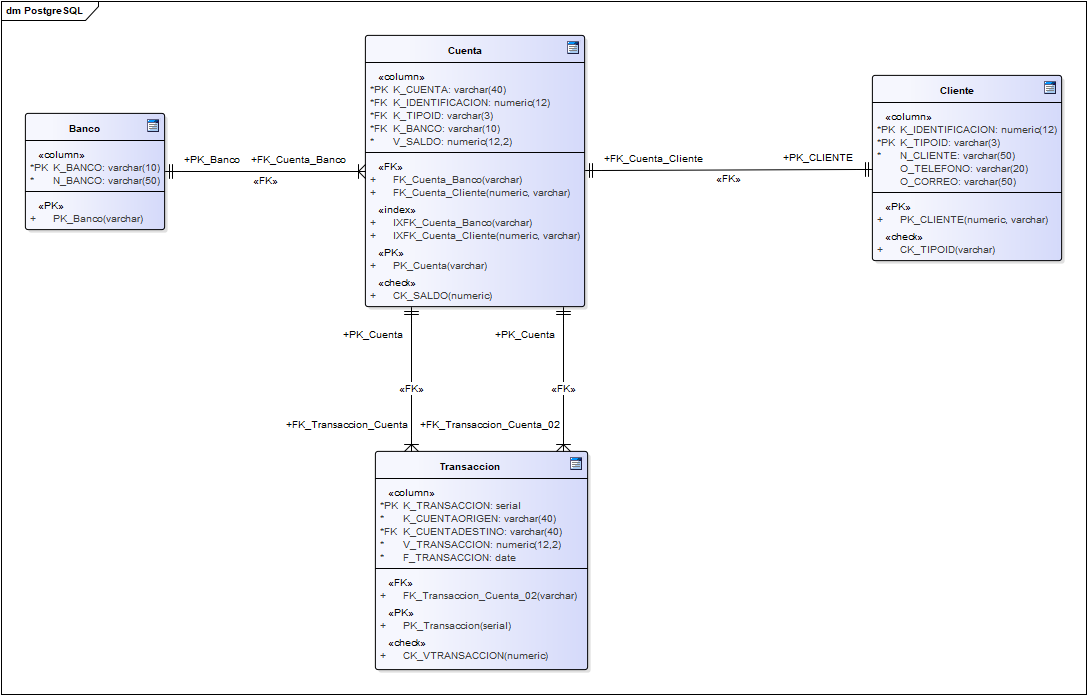 dm PostgreSQL
Cuenta
«column»
*PK K_CUENTA: varchar(40)
*FK K_IDENTIFICACION: numeric(12)
*FK K_TIPOID: varchar(3)
*FK K_BANCO: varchar(10)
* V_SALDO: numeric(12,2)
«FK»
+ FK_Cuenta_Banco(varchar)
+ FK_Cuenta_Cliente(numeric, varchar)
«index»
+ IXFK_Cuenta_Banco(varchar)
+ IXFK_Cuenta_Cliente(numeric, varchar)
«PK»
+ PK_Cuenta(varchar)
«check»
+ CK_SALDO(numeric)
Cliente
«column»
*PK K_IDENTIFICACION: numeric(12)
*PK K_TIPOID: varchar(3)
* N_CLIENTE: varchar(50)
O_TELEFONO: varchar(20)
O_CORREO: varchar(50)
«PK»
+ PK_CLIENTE(numeric, varchar)
«check»
+ CK_TIPOID(varchar)
Banco
«column»
*PK K_BANCO: varchar(10)
* N_BANCO: varchar(50)
«PK»
+ PK_Banco(varchar)
+PK_Banco
+FK_Cuenta_Banco
«FK»
+FK_Cuenta_Cliente
+PK_CLIENTE
«FK»
+PK_Cuenta
+PK_Cuenta
«FK»
«FK»
+FK_Transaccion_Cuenta
+FK_Transaccion_Cuenta_02
Transaccion
«column»
*PK K_TRANSACCION: serial
* K_CUENTAORIGEN: varchar(40)
*FK K_CUENTADESTINO: varchar(40)
* V_TRANSACCION: numeric(12,2)
* F_TRANSACCION: date
«FK»
+ FK_Transaccion_Cuenta_02(varchar)
«PK»
+ PK_Transaccion(serial)
«check»
+ CK_VTRANSACCION(numeric)